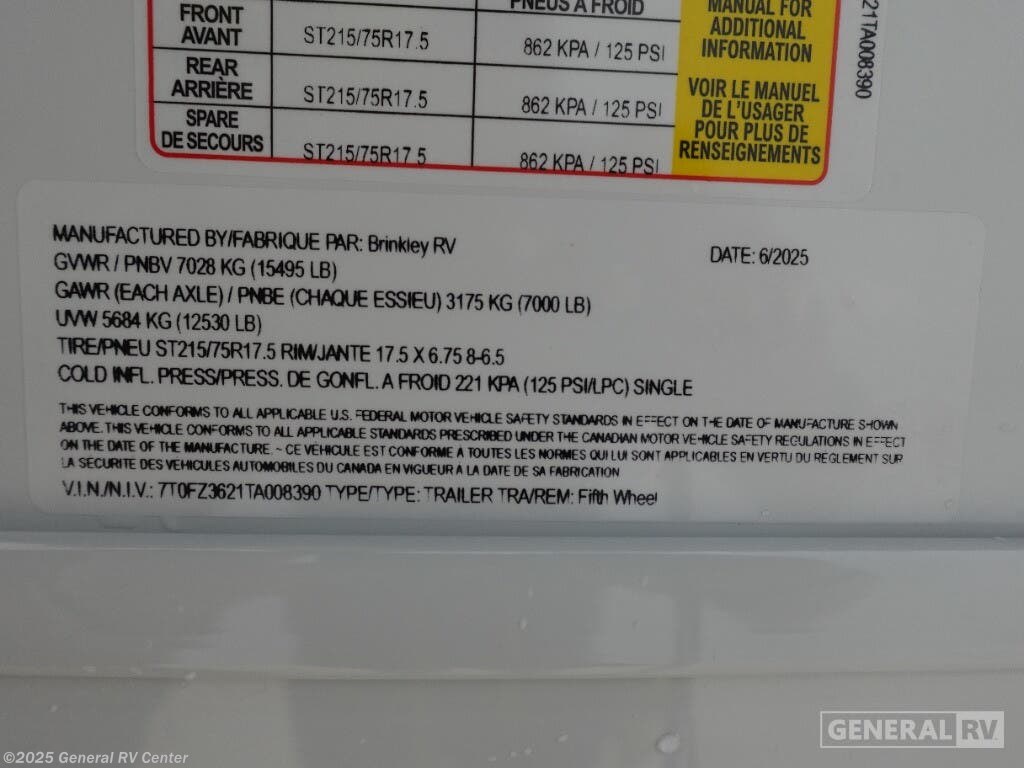 PNEUS À FROID
MANUAL FOR
ADDITIONAL
INFORMATION
FRONT
AVANT
ST215/75R17.5
862 KPA / 125 PSI
REAR
ARRIÈRE
ST215/75R17.5
862 KPA / 125 PSI
SPARE
DE SECOURS
ST215/75R17.5
862 KPA / 125 PSI
VOIR LE MANUEL
DE L'USAGER
POUR PLUS DE
RENSEIGNEMENTS
21TA008390
MANUFACTURED BY/FABRIQUE PAR: Brinkley RV
DATE: 6/2025
GVWR / PNBV 7028 KG (15495 LB)
GAWR (EACH AXLE) / PNBE (CHAQUE ESSIEU) 3175 KG (7000 LB)
UVW 5684 KG (12530 LB)
TIRE/PNEU ST215/75R17.5 RIM/JANTE 17.5 X 6.75 8-6.5
COLD INFL. PRESS/PRESS. DE GONFL. A FROID 221 KPA (125 PSI/LPC) SINGLE
THIS VEHICLE CONFORMS TO ALL APPLICABLE U.S. FEDERAL MOTOR VEHICLE SAFETY STANDARDS IN EFFECT ON THE DATE OF MANUFACTURE SHOWN
ABOVE. THIS VEHICLE CONFORMS TO ALL APPLICABLE STANDARDS PRESCRIBED UNDER THE CANADIAN MOTOR VEHICLE SAFETY REGULATIONS IN EFFECT
ON THE DATE OF THE MANUFACTURE. ~ CE VEHICULE EST CONFORME A TOUTES LES NORMES QUI LUI SONT APPLICABLES EN VERTU DU REGLEMENT SUR
LA SECURITE DES VEHICULES AUTOMOBILES DU CANADA EN VIGUEUR A LA DATE DE SA FABRICATION
V.I.N./N.I.V.: 7T0FZ3621TA008390 TYPE/TYPE: TRAILER TRA/REM: Fifth Wheel
GENERAL RV
©2025 General RV Center